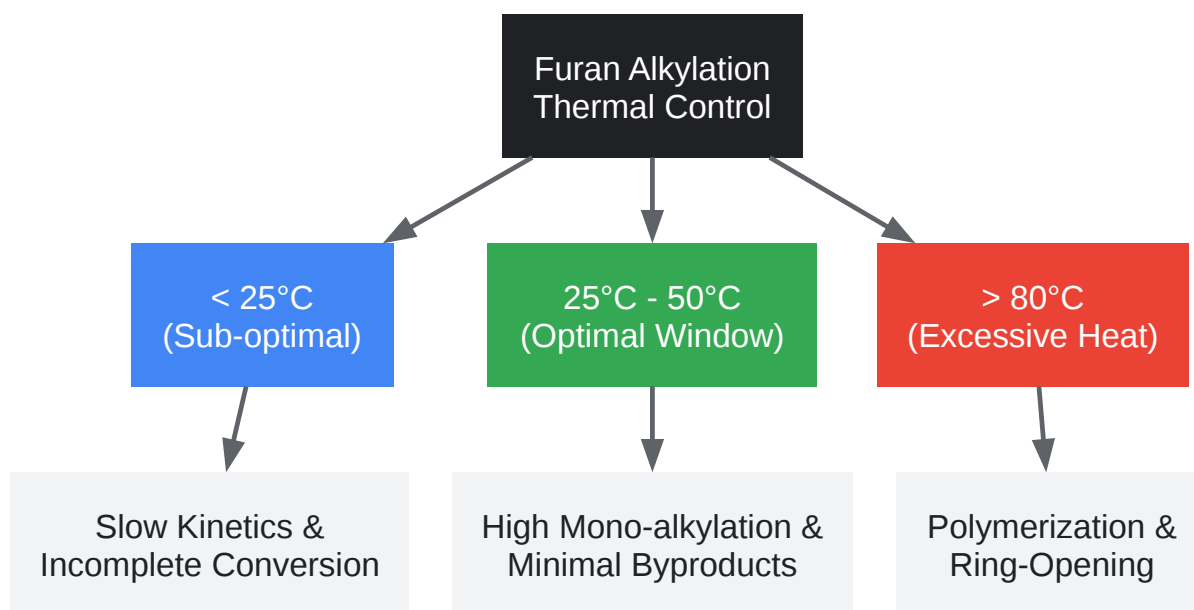 Furan Alkylation
Thermal Control
< 25°C
(Sub-optimal)
25°C - 50°C
(Optimal Window)
> 80°C
(Excessive Heat)
Slow Kinetics &
Incomplete Conversion
High Mono-alkylation &
Minimal Byproducts
Polymerization &
Ring-Opening